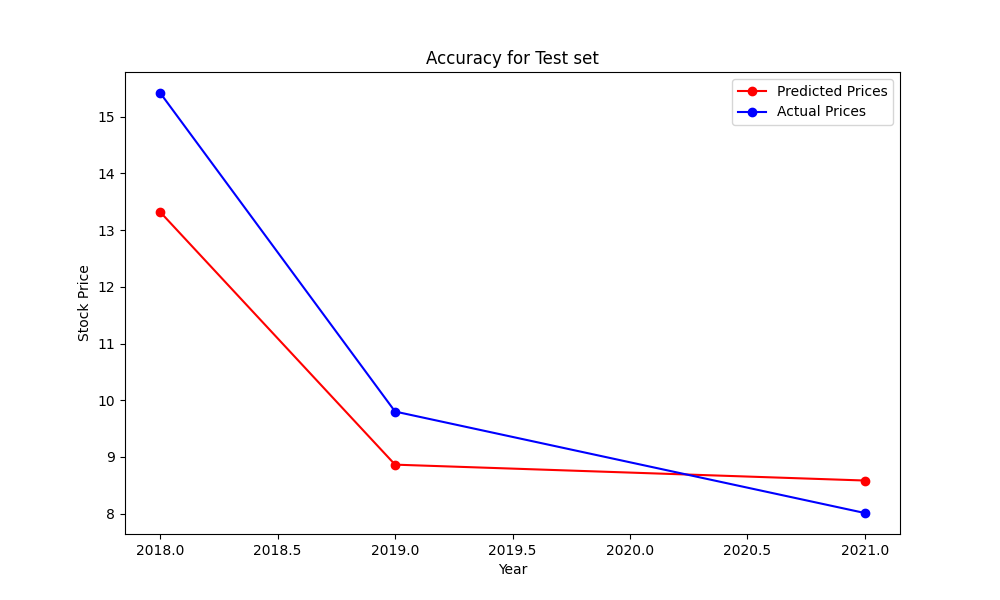 Accuracy for Test set
Predicted Prices
Actual Prices
15
14
13
12
11
10
9
8
Stock Price
2018.0 2018.5 2019.0 2019.5 2020.0 2020.5 2021.0
Year